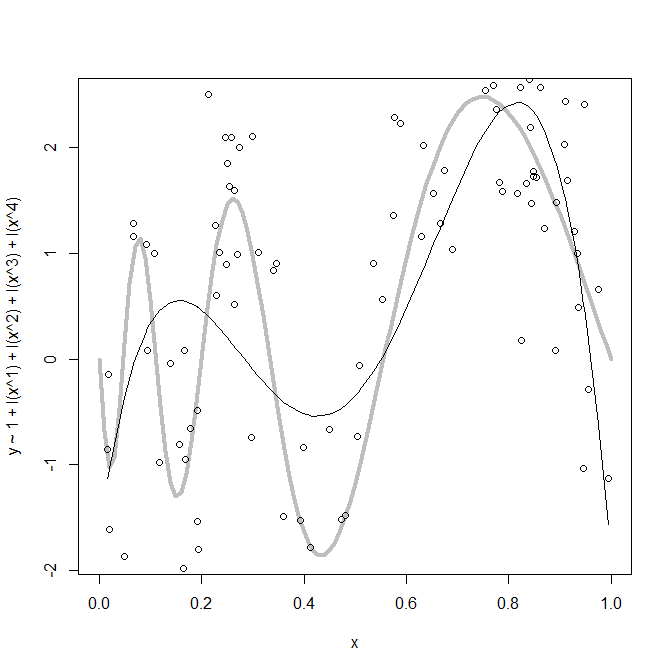 y ~ 1 + I(x^1) + I(x^2) + I(x^3) + I(x^4)
2
1
0
-1
-2
0.0 0.2 0.4 0.6 0.8 1.0
x